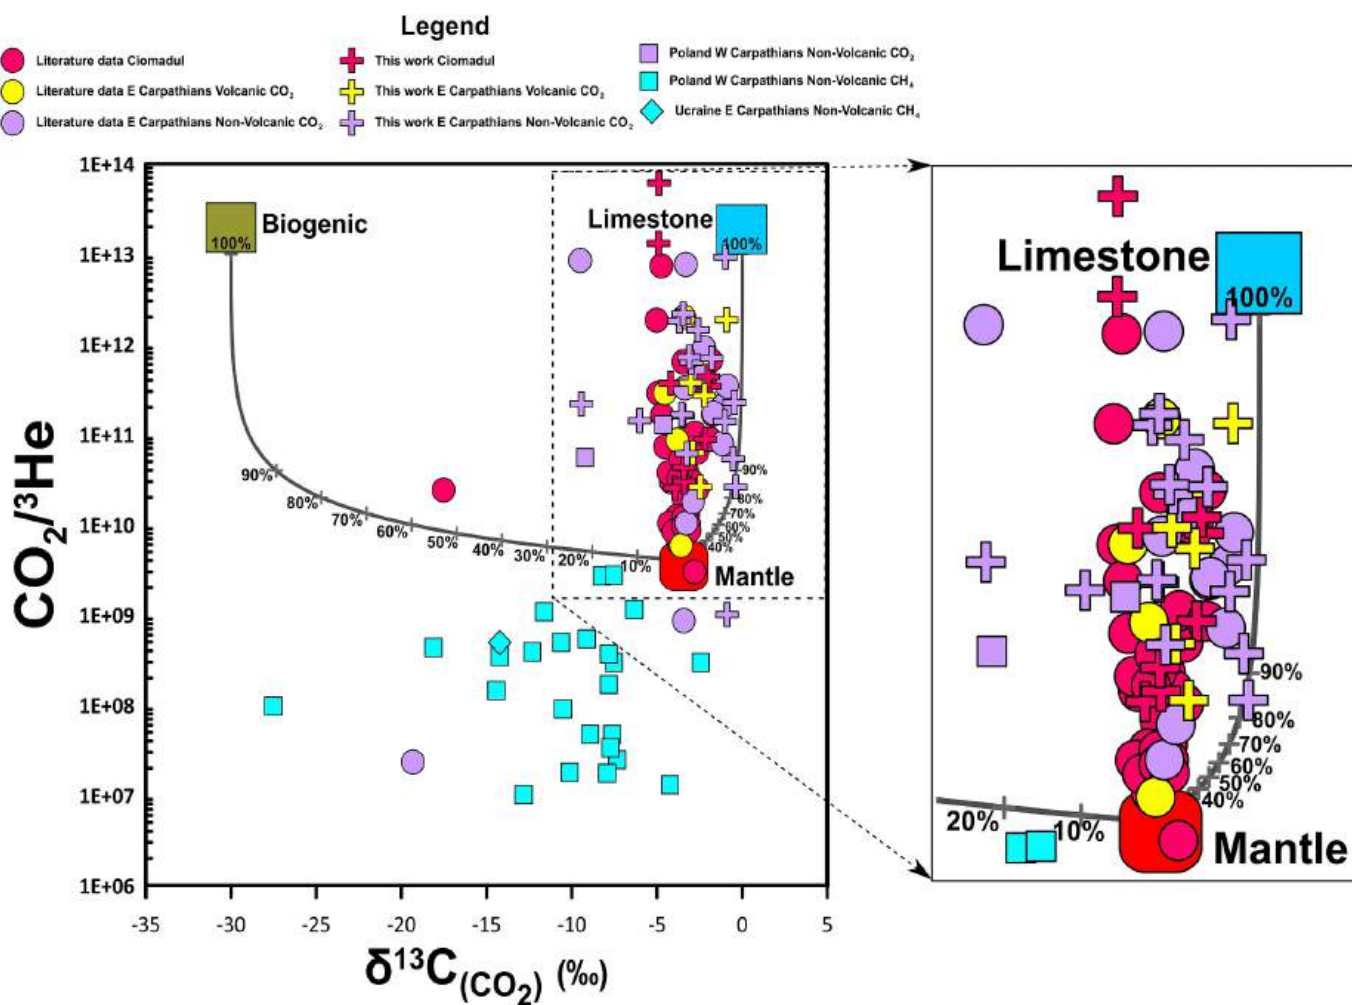 Legend
Literature data Ciomadul
Literature data E Carpathians Volcanic CO₂
Literature data E Carpathians Non-Volcanic CO₂
This work Ciomadul
This work E Carpathians Volcanic CO₂
This work E Carpathians Non-Volcanic CO₂
Poland W Carpathians Non-Volcanic CO₂
Poland W Carpathians Non-Volcanic CH₄
Ucraine E Carpathians Non-Volcanic CH₄
CO₂/³He
1E+14
1E+13
1E+12
1E+11
1E+10
1E+09
1E+08
1E+07
1E+06
-35 -30 -25 -20 -15 -10 -5 0 5
δ¹³C(CO₂) (‰)
Biogenic
100%
90%
80%
70%
60%
50%
40%
30%
20%
10%
Limestone
100%
90%
80%
70%
60%
50%
40%
Mantle
Limestone
100%
90%
80%
70%
60%
50%
40%
20%
10%
Mantle